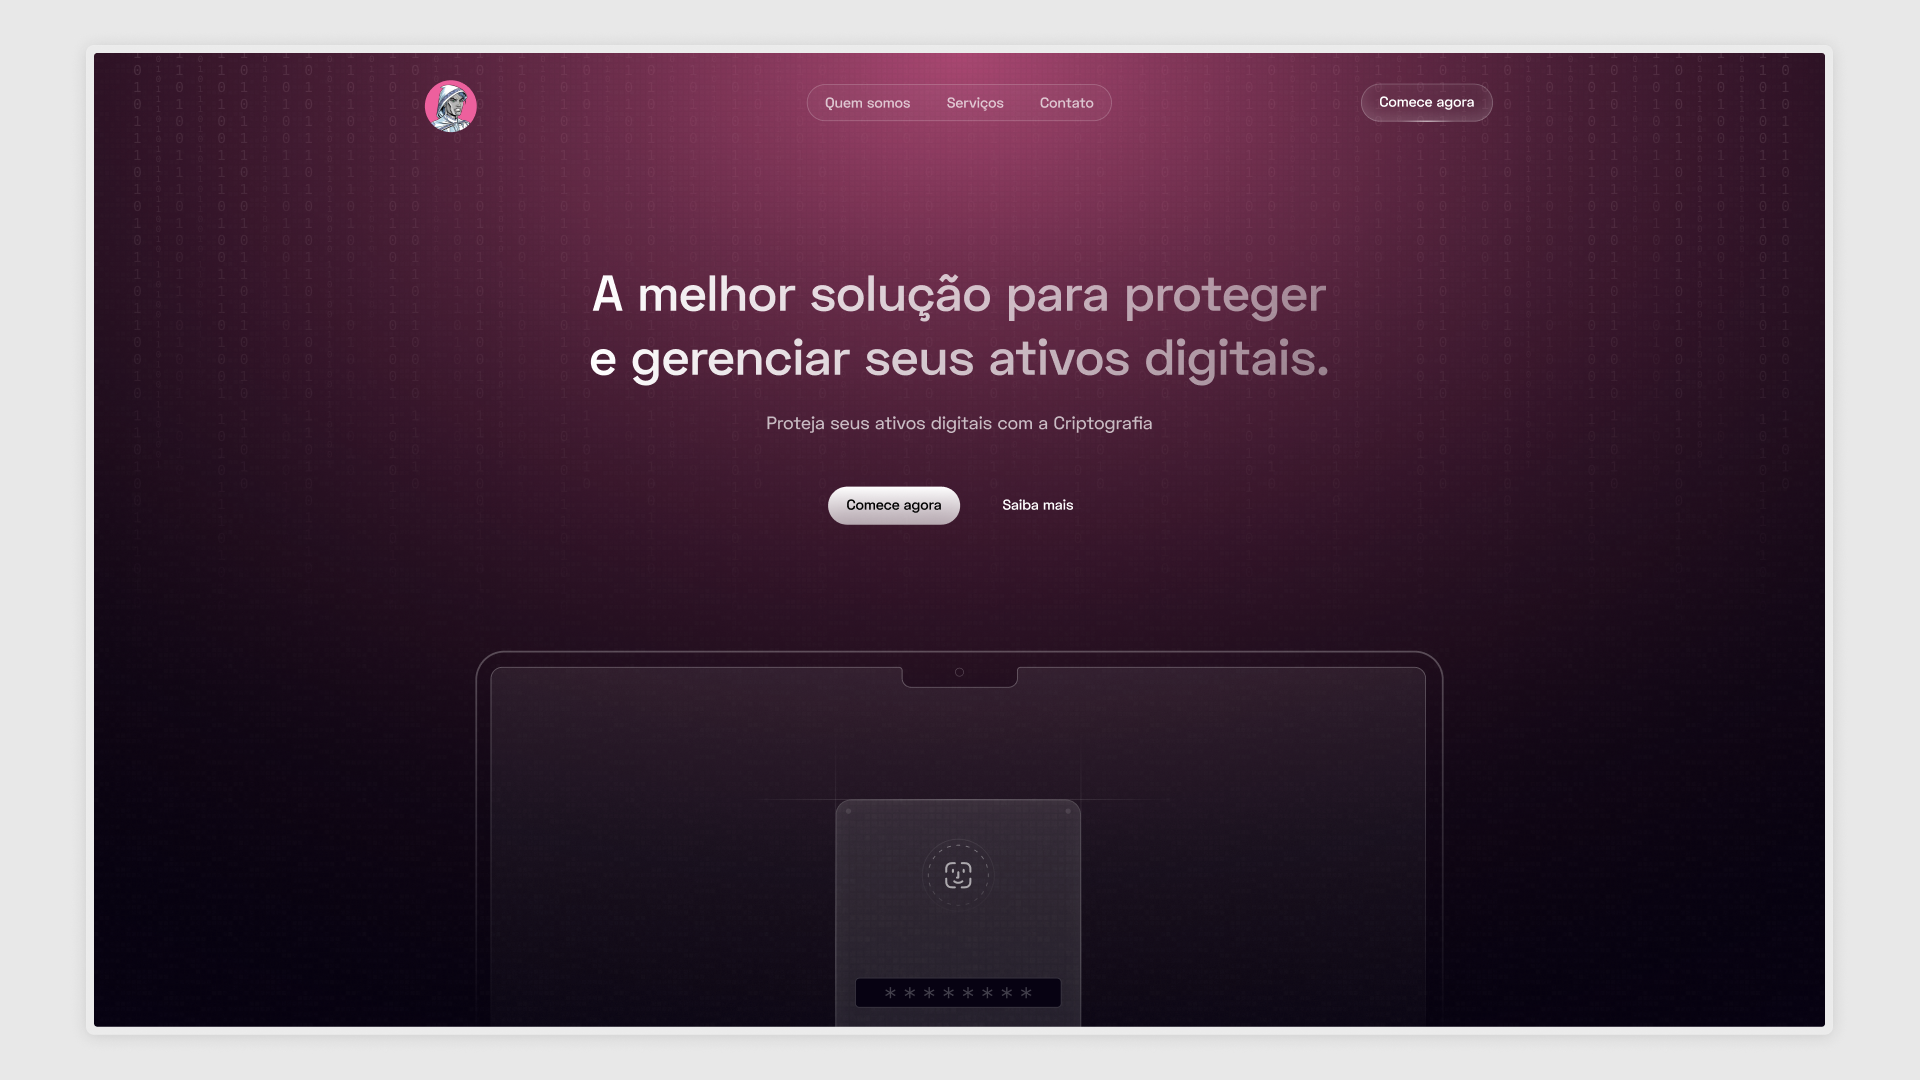 Quem somos
Serviços
Contato
Comece agora
A melhor solução para proteger
e gerenciar seus ativos digitais.
Proteja seus ativos digitais com a Criptografia
Comece agora
Saiba mais
* * * * * * * *